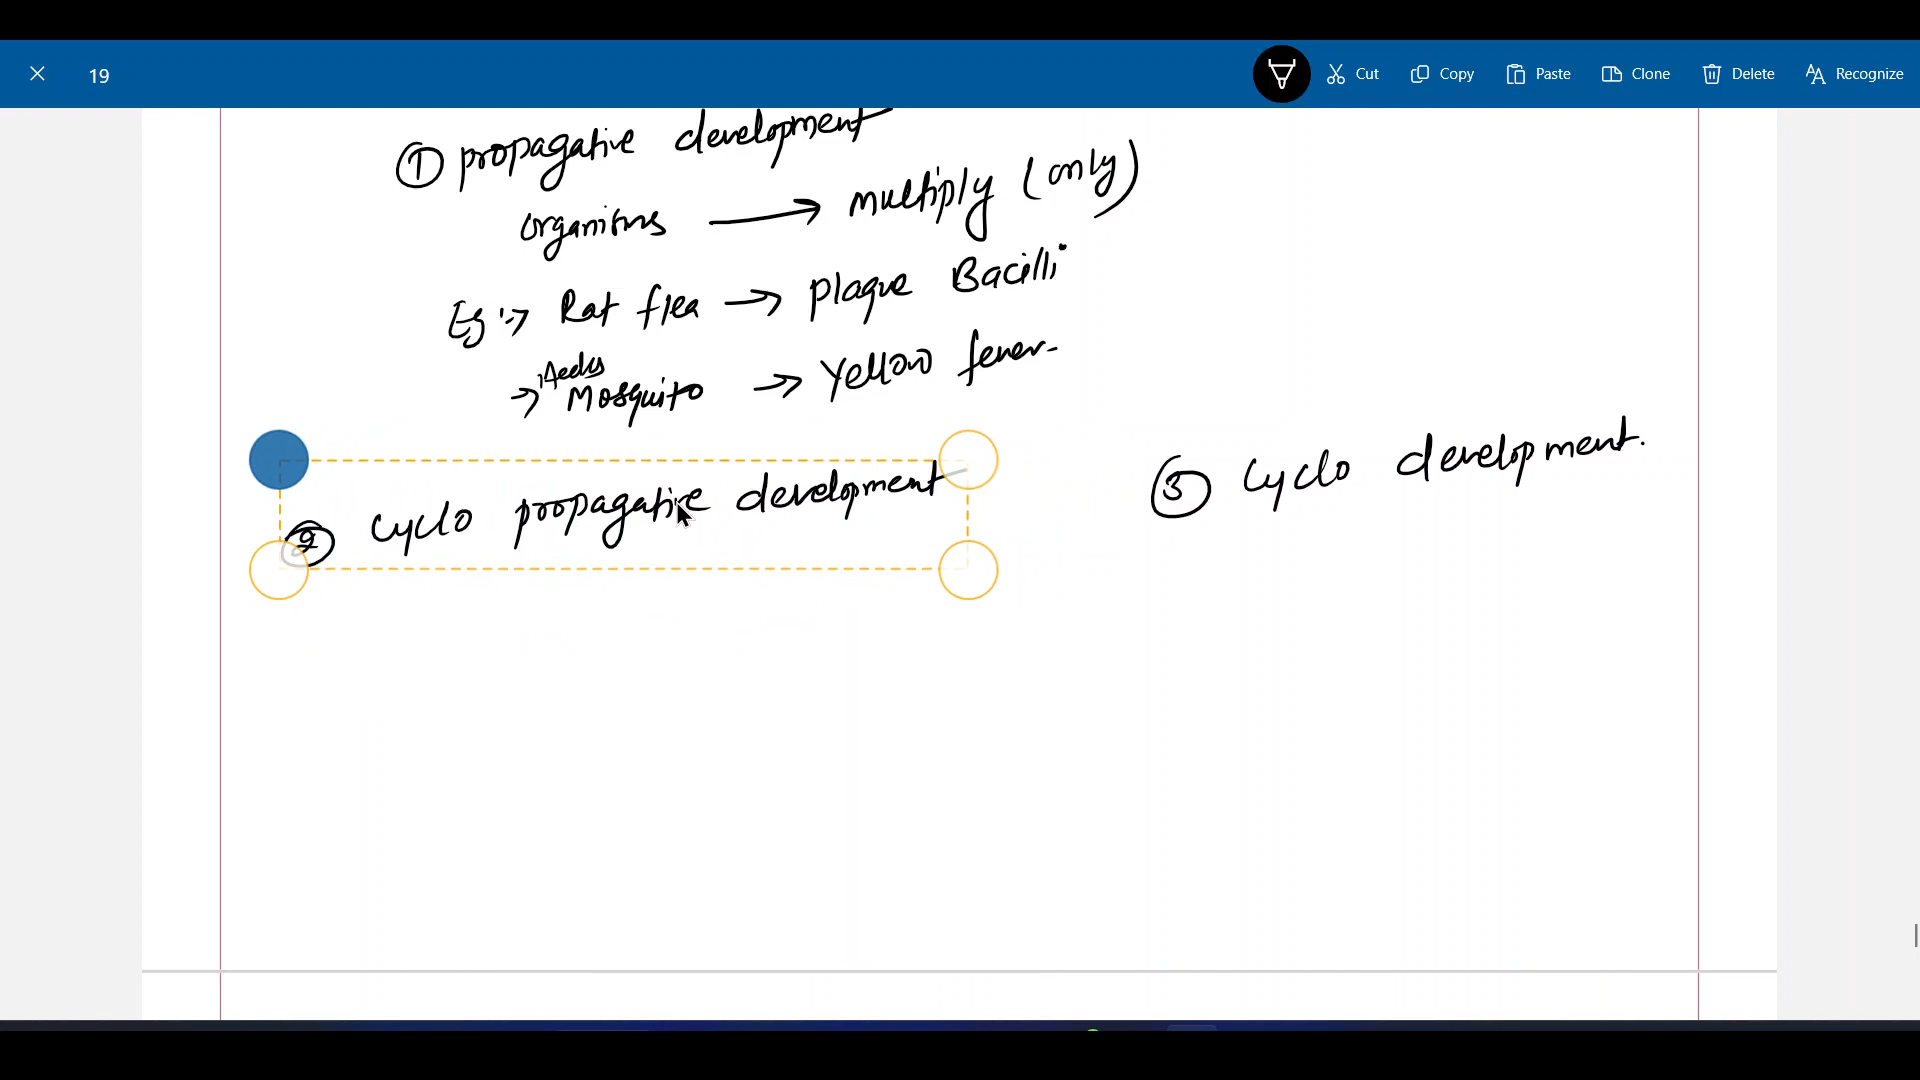 19 Cut Copy Paste Clone Delete Recognize
① propagative development
organisms → multiply (only)
Eg :→ Rat flea → plague Bacilli
Aedes
→ Mosquito → Yellow fever
② Cyclo propagative development
③ Cyclo development.